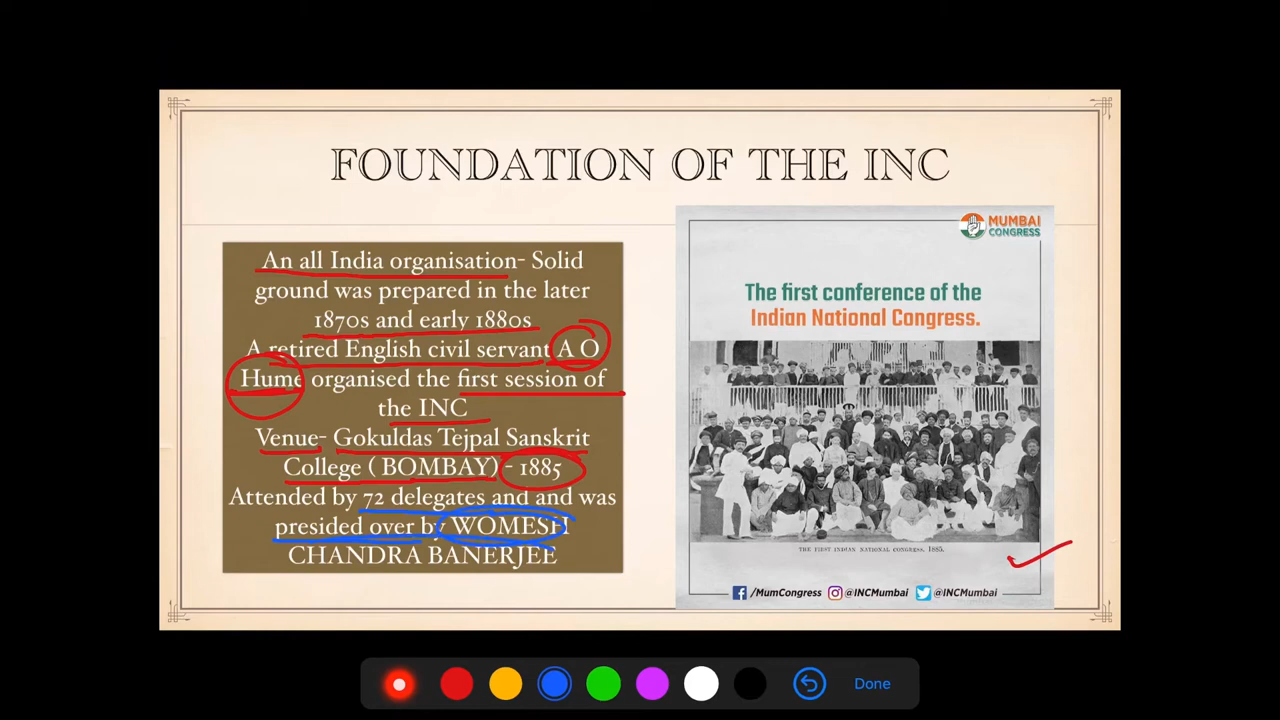 FOUNDATION OF THE INC
An all India organisation- Solid
ground was prepared in the later
1870s and early 1880s
A retired English civil servant A O
Hume organised the first session of
the INC
Venue- Gokuldas Tejpal Sanskrit
College ( BOMBAY) - 1885
Attended by 72 delegates and and was
presided over by WOMESH
CHANDRA BANERJEE
MUMBAI
CONGRESS
The first conference of the
Indian National Congress.
THE FIRST INDIAN NATIONAL CONGRESS, 1885.
/MumCongress @INCMumbai @INCMumbai
Done